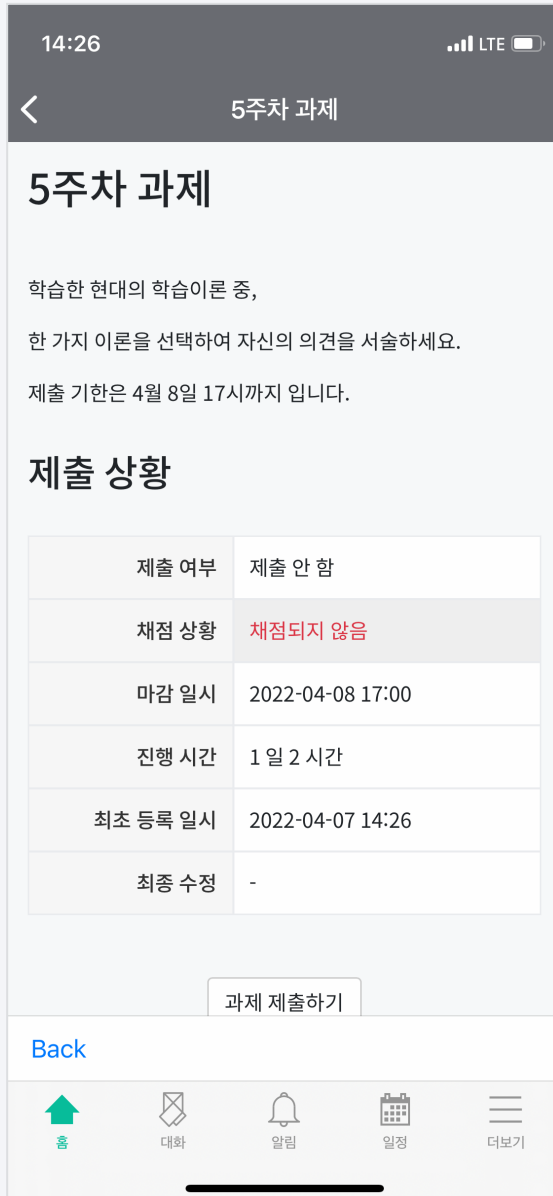 14:26
LTE
5주차 과제
5주차 과제
학습한 현대의 학습이론 중,
한 가지 이론을 선택하여 자신의 의견을 서술하세요.
제출 기한은 4월 8일 17시까지 입니다.
제출 상황
제출 여부 제출 안 함
채점 상황 채점되지 않음
마감 일시 2022-04-08 17:00
진행 시간 1 일 2 시간
최초 등록 일시 2022-04-07 14:26
최종 수정 -
과제 제출하기
Back
홈 대화 알림 일정 더보기